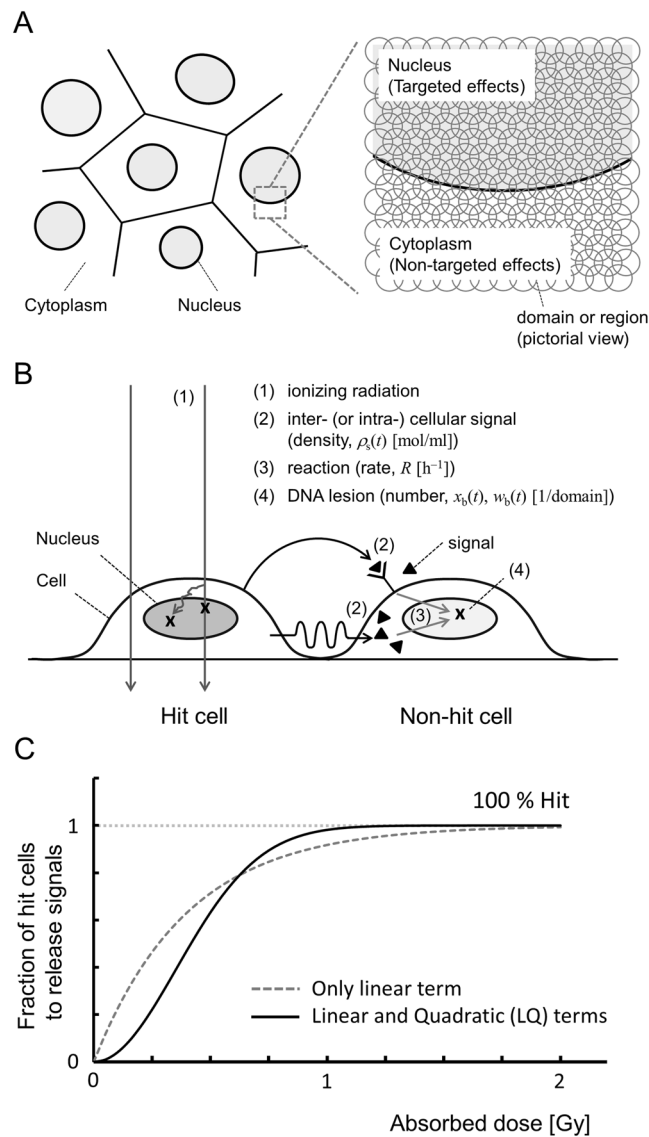 A
Nucleus
(Targeted effects)
Cytoplasm
(Non-targeted effects)
Cytoplasm
Nucleus
domain or region
(pictorial view)
B
(1)
(1) ionizing radiation
(2) inter- (or intra-) cellular signal
(density, ρs(t) [mol/ml])
(3) reaction (rate, R [h⁻¹])
(4) DNA lesion (number, xb(t), wb(t) [1/domain])
Nucleus
Cell
(2)
signal
(4)
(2)
(3)
x
x
x
Hit cell
Non-hit cell
C
100 % Hit
1
Fraction of hit cells
to release signals
Only linear term
Linear and Quadratic (LQ) terms
0
0
1
2
Absorbed dose [Gy]